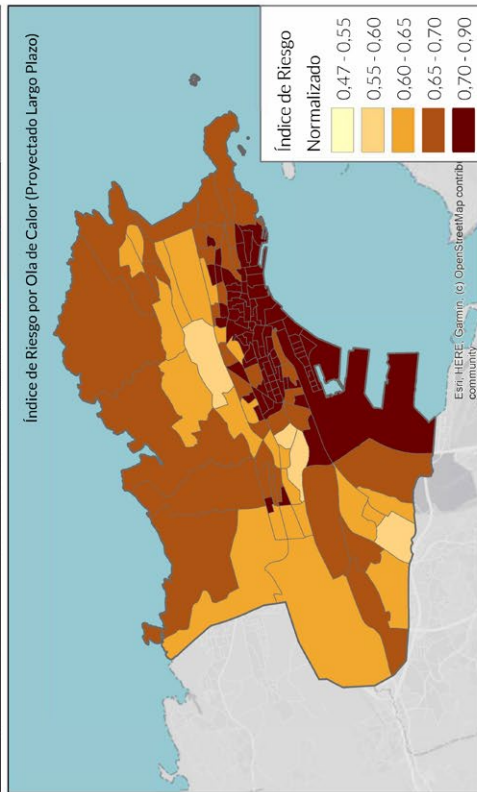 Índice de Riesgo por Ola de Calor (Proyectado Largo Plazo)
Índice de Riesgo
Normalizado
0,47 - 0,55
0,55 - 0,60
0,60 - 0,65
0,65 - 0,70
0,70 - 0,90
Esri, HERE, Garmin, (c) OpenStreetMap contrib
community